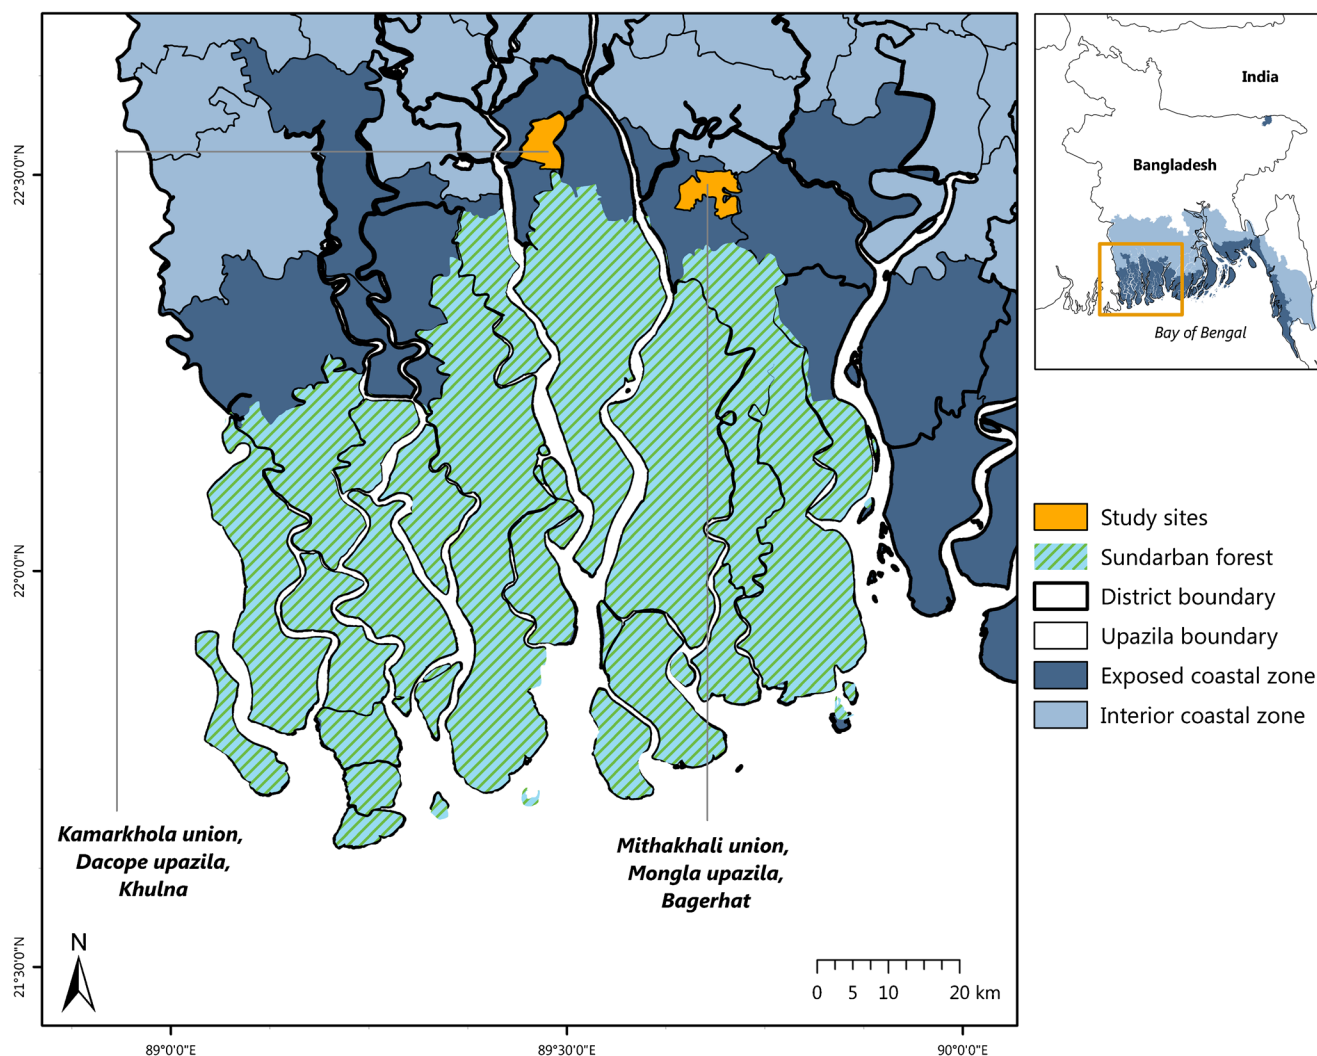 India
Bangladesh
Bay of Bengal
22°30'0"N
22°0'0"N
21°30'0"N
Study sites
Sundarban forest
District boundary
Upazila boundary
Exposed coastal zone
Interior coastal zone
Kamarkhola union,
Dacope upazila,
Khulna
Mithakhali union,
Mongla upazila,
Bagerhat
N
0 5 10 20 km
89°0'0"E
89°30'0"E
90°0'0"E